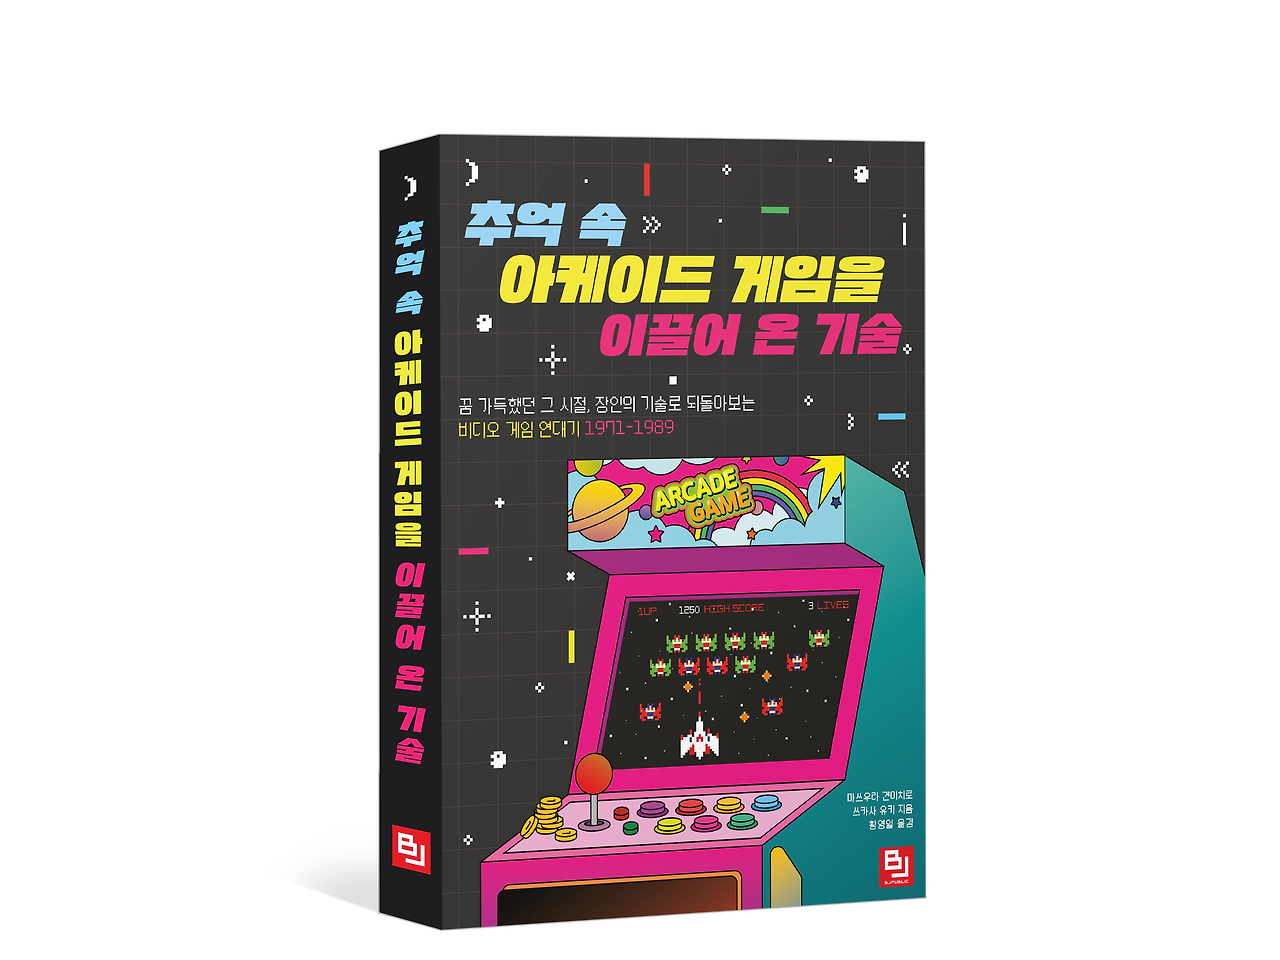 추억 속 아케이드 게임을 이끌어 온 기술
BJ
추억 속
아케이드 게임을
이끌어 온 기술
꿈 가득했던 그 시절, 장인의 기술로 되돌아보는
비디오 게임 연대기 1971-1989
ARCADE
GAME
1UP 1250 HIGH SCORE 3 LIVES
미쓰우라 켄이치로
쓰카사 유키 지음
황영일 옮김
BJ
BJPUBLIC